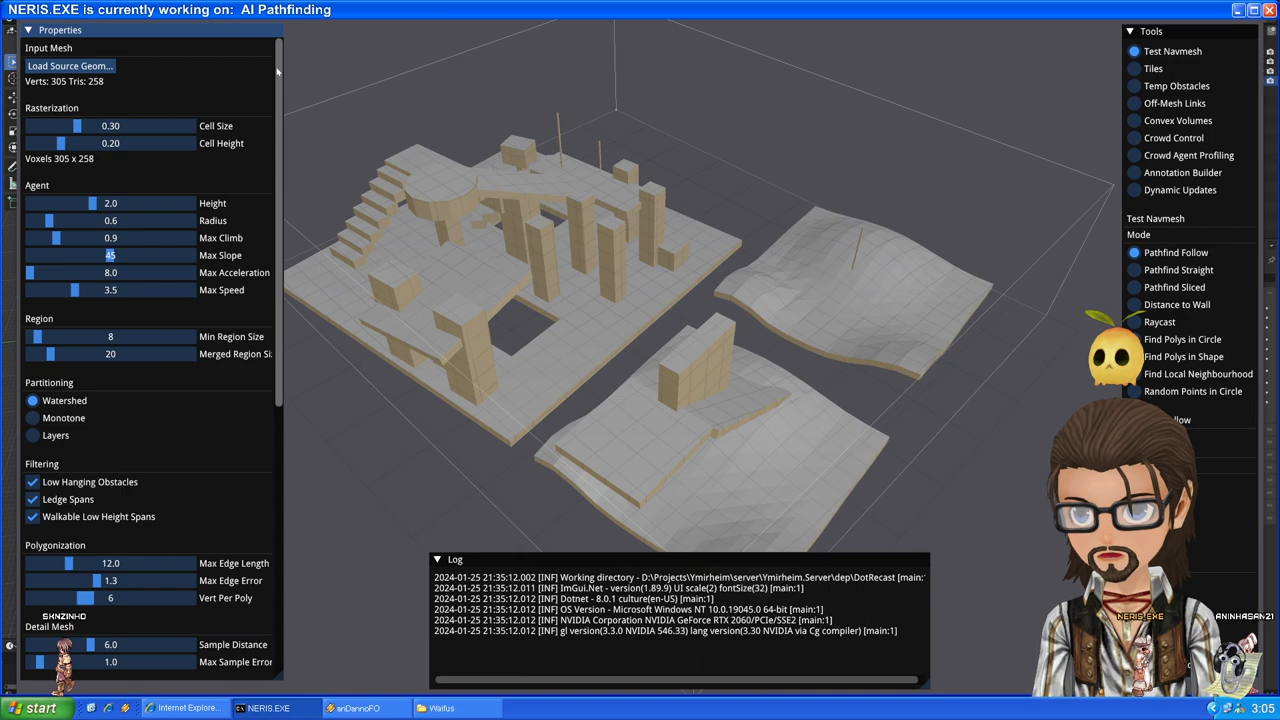 NERIS.EXE is currently working on: AI Pathfinding
Properties
Input Mesh
Load Source Geom...
Verts: 305 Tris: 258
Rasterization
0.30 Cell Size
0.20 Cell Height
Voxels 305 x 258
Agent
2.0 Height
0.6 Radius
0.9 Max Climb
45 Max Slope
8.0 Max Acceleration
3.5 Max Speed
Region
8 Min Region Size
20 Merged Region Si
Partitioning
Watershed
Monotone
Layers
Filtering
Low Hanging Obstacles
Ledge Spans
Walkable Low Height Spans
Polygonization
12.0 Max Edge Length
1.3 Max Edge Error
6 Vert Per Poly
SKNZINHO
Detail Mesh
6.0 Sample Distance
1.0 Max Sample Error
Log
2024-01-25 21:35:12.002 [INF] Working directory - D:\Projects\Ymirheim\server\Ymirheim.Server\dep\DotRecast [main:
2024-01-25 21:35:12.011 [INF] ImGui.Net - version(1.89.9) UI scale(2) fontSize(32) [main:1]
2024-01-25 21:35:12.012 [INF] Dotnet - 8.0.1 culture(en-US) [main:1]
2024-01-25 21:35:12.012 [INF] OS Version - Microsoft Windows NT 10.0.19045.0 64-bit [main:1]
2024-01-25 21:35:12.012 [INF] NVIDIA Corporation NVIDIA GeForce RTX 2060/PCIe/SSE2 [main:1]
2024-01-25 21:35:12.012 [INF] gl version(3.3.0 NVIDIA 546.33) lang version(3.30 NVIDIA via Cg compiler) [main:1]
Tools
Test Navmesh
Tiles
Temp Obstacles
Off-Mesh Links
Convex Volumes
Crowd Control
Crowd Agent Profiling
Annotation Builder
Dynamic Updates
Test Navmesh
Mode
Pathfind Follow
Pathfind Straight
Pathfind Sliced
Distance to Wall
Raycast
Find Polys in Circle
Find Polys in Shape
Find Local Neighbourhood
Random Points in Circle
llow
NERIS.EXE
ANINHASAN21
start
Internet Explore...
NERIS.EXE
anDannoFO
Waifus
3:05